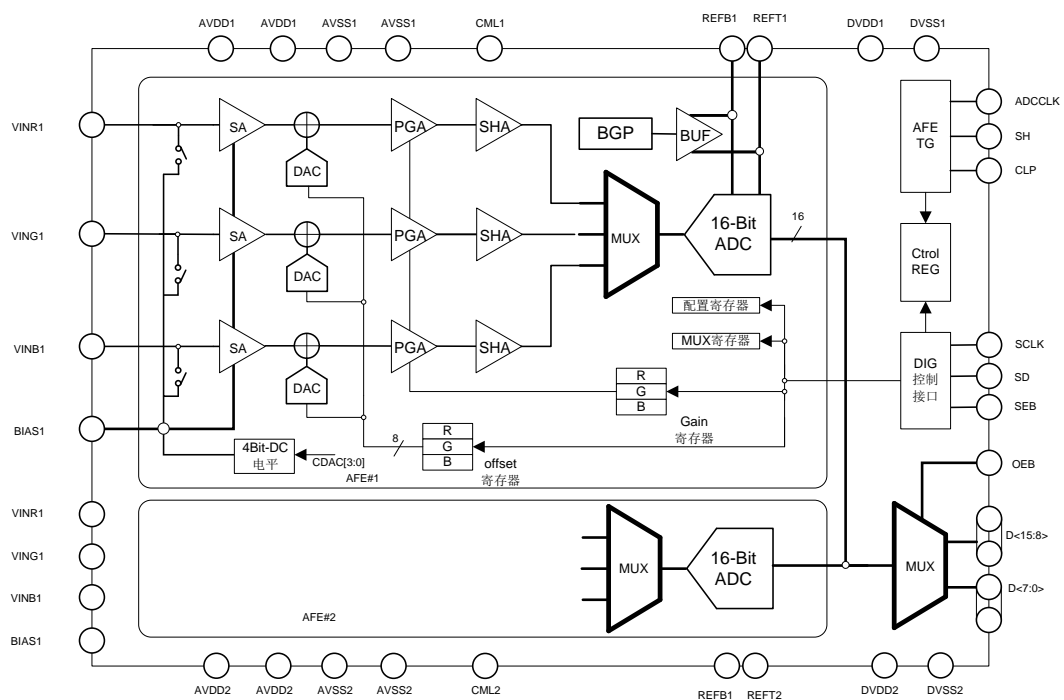 AVDD1
AVDD1
AVSS1
AVSS1
CML1
REFB1
REFT1
DVDD1
DVSS1
VINR1
SA
DAC
PGA
SHA
BGP
BUF
AFE
TG
ADCCLK
SH
CLP
VING1
SA
DAC
PGA
SHA
MUX
16-Bit
ADC
16
Ctrol
REG
VINB1
SA
DAC
PGA
SHA
配置寄存器
MUX寄存器
DIG
控制
接口
SCLK
SD
SEB
R
G
B
Gain
寄存器
BIAS1
4Bit-DC
电平
CDAC[3:0]
8
R
G
B
offset
寄存器
AFE#1
OEB
VINR1
VING1
VINB1
BIAS1
MUX
16-Bit
ADC
AFE#2
MUX
D<15:8>
D<7:0>
AVDD2
AVDD2
AVSS2
AVSS2
CML2
REFB1
REFT2
DVDD2
DVSS2